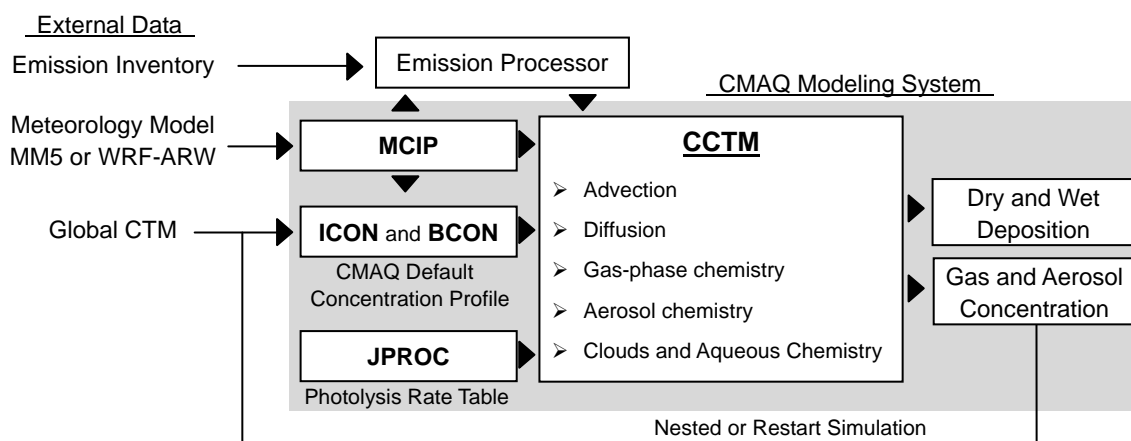 External Data
Emission Inventory
Emission Processor
CMAQ Modeling System
Meteorology Model
MM5 or WRF-ARW
MCIP
Global CTM
ICON and BCON
CMAQ Default
Concentration Profile
JPROC
Photolysis Rate Table
CCTM
➢ Advection
➢ Diffusion
➢ Gas-phase chemistry
➢ Aerosol chemistry
➢ Clouds and Aqueous Chemistry
Dry and Wet
Deposition
Gas and Aerosol
Concentration
Nested or Restart Simulation